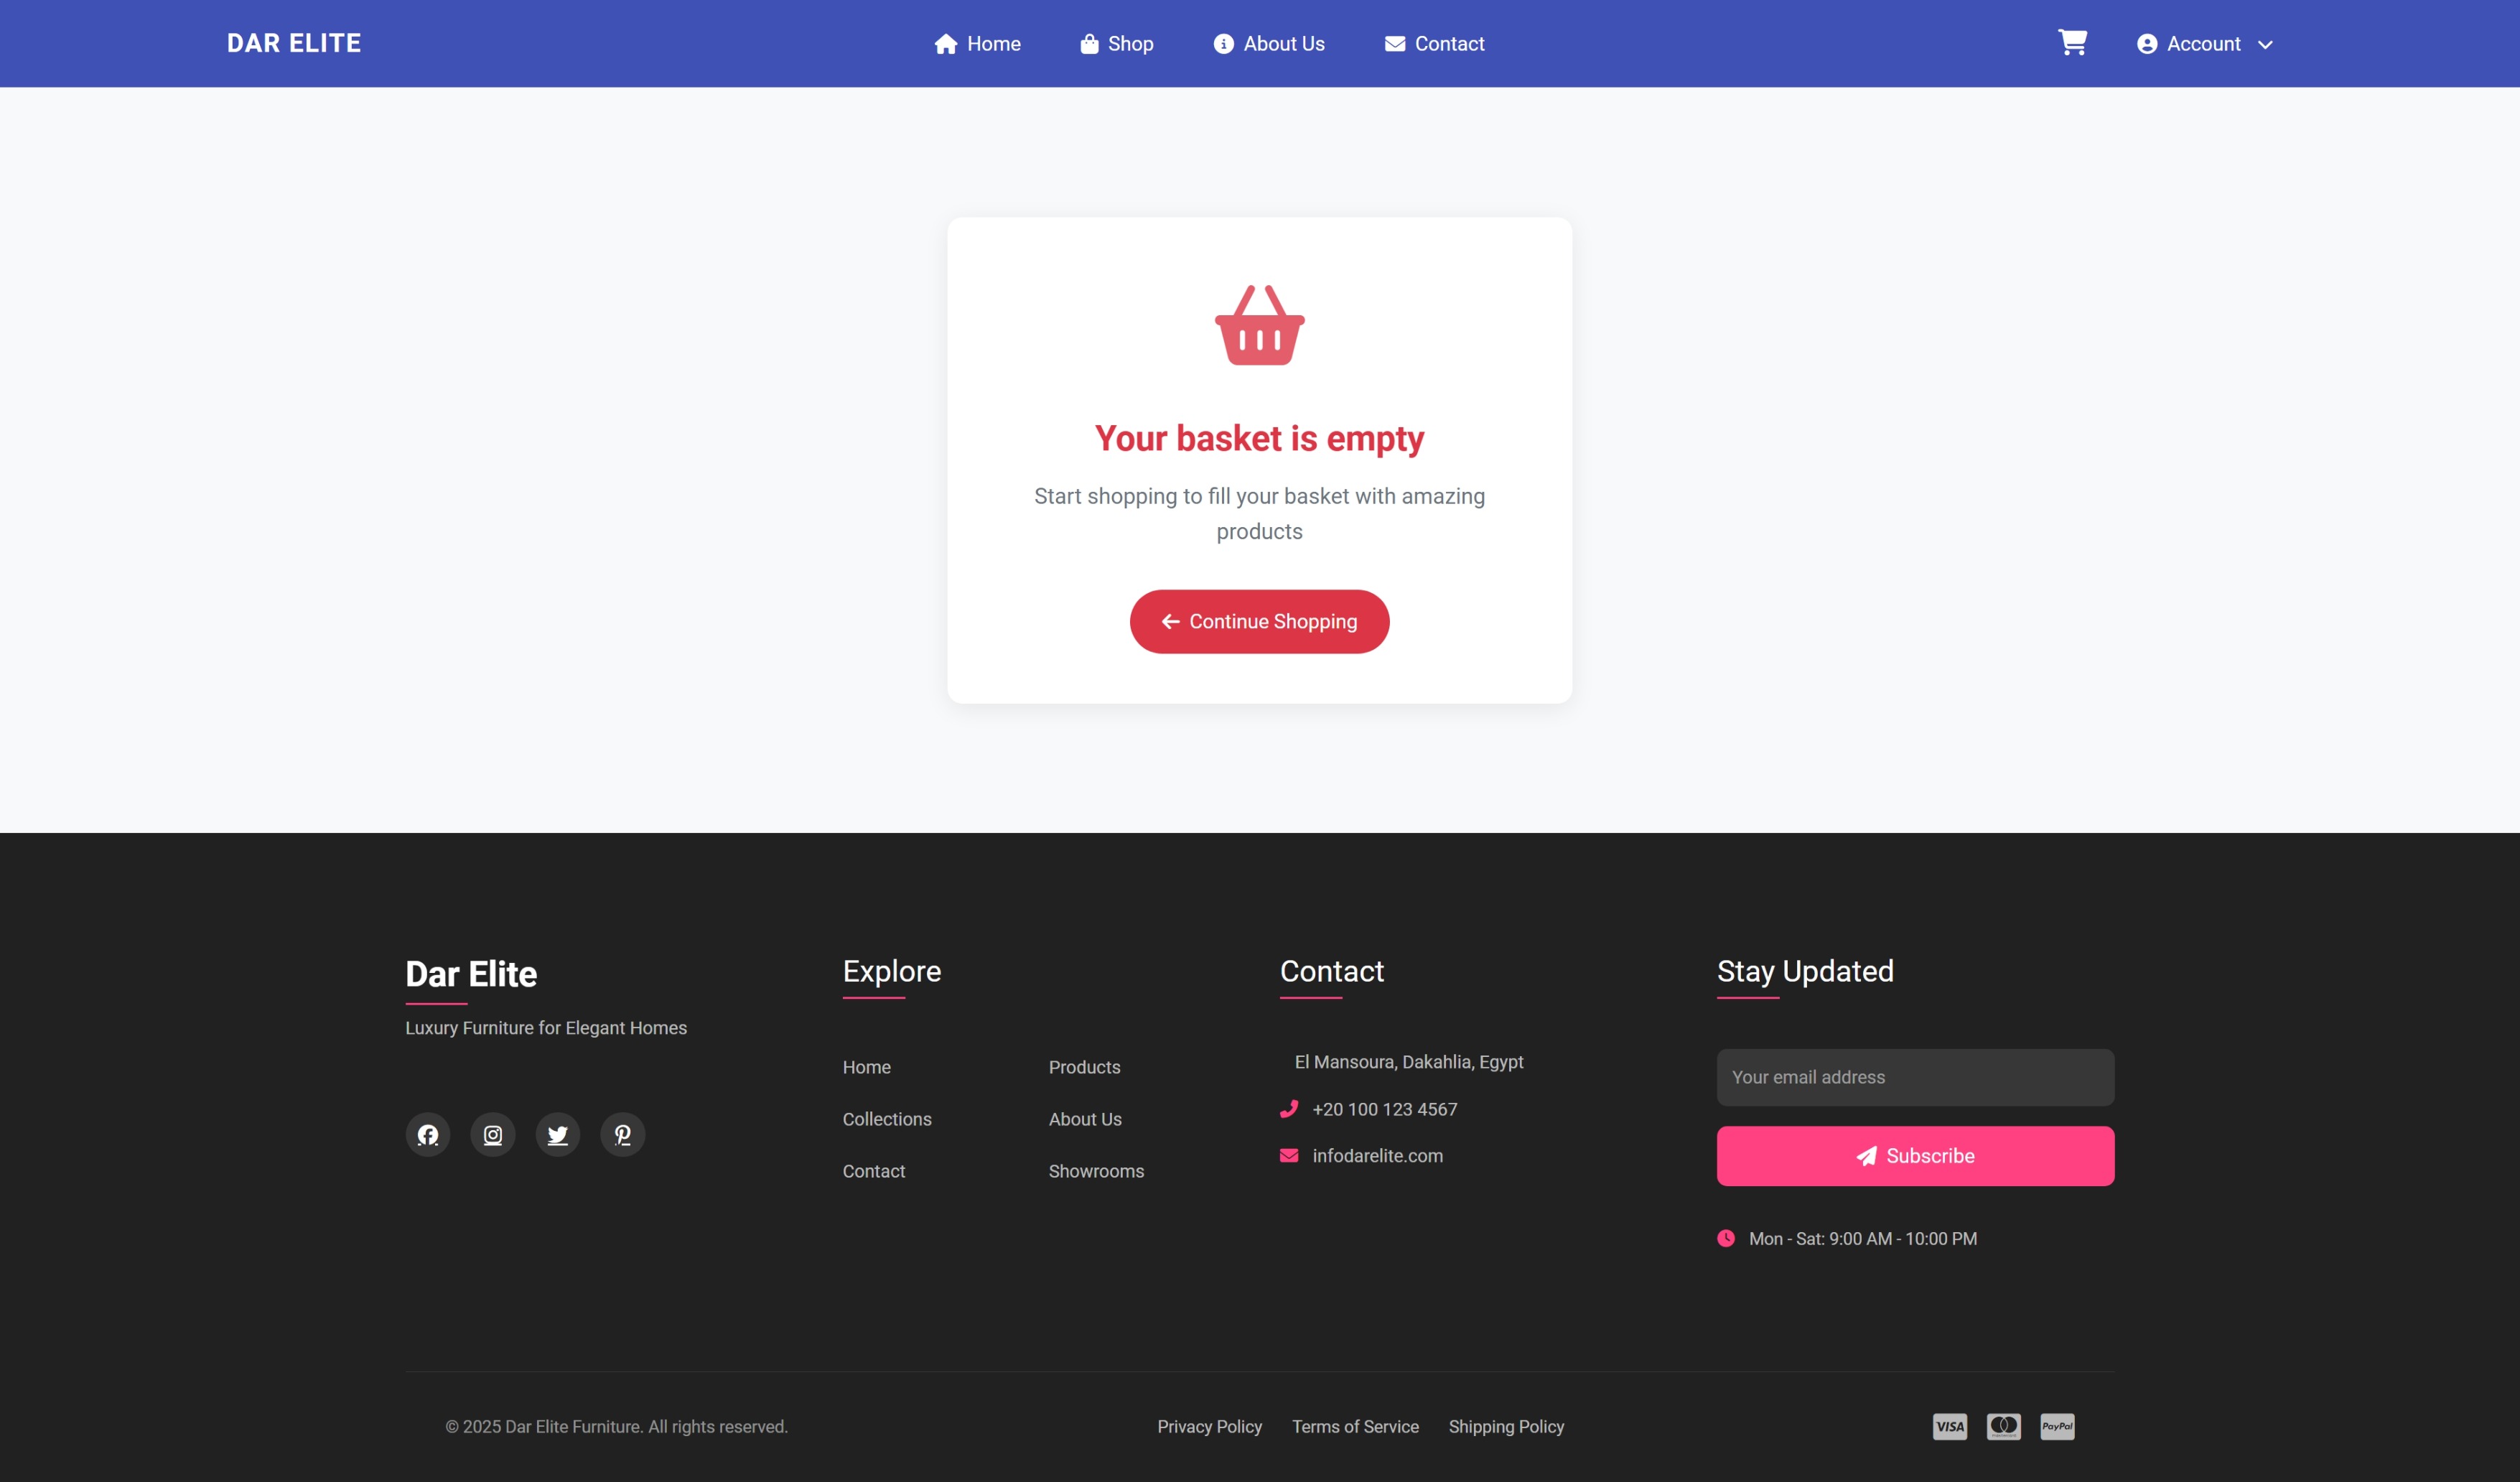 DAR ELITE
Home
Shop
About Us
Contact
Account
Your basket is empty
Start shopping to fill your basket with amazing
products
Continue Shopping
Dar Elite
Luxury Furniture for Elegant Homes
Explore
Home
Products
Collections
About Us
Contact
Showrooms
Contact
El Mansoura, Dakahlia, Egypt
+20 100 123 4567
infodarelite.com
Stay Updated
Your email address
Subscribe
Mon - Sat: 9:00 AM - 10:00 PM
© 2025 Dar Elite Furniture. All rights reserved.
Privacy Policy
Terms of Service
Shipping Policy
VISA
PayPal